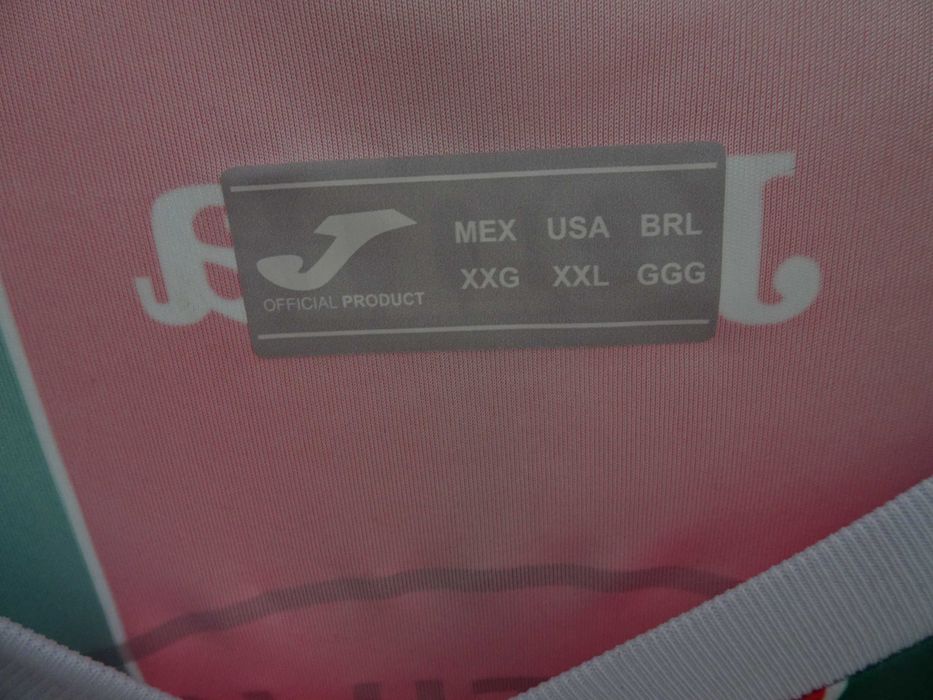 MEX USA BRL
XXG XXL GGG
OFFICIAL PRODUCT